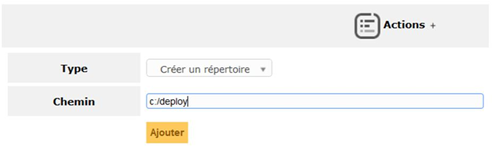 Actions +
Type Créer un répertoire
Chemin c:/deploy
Ajouter